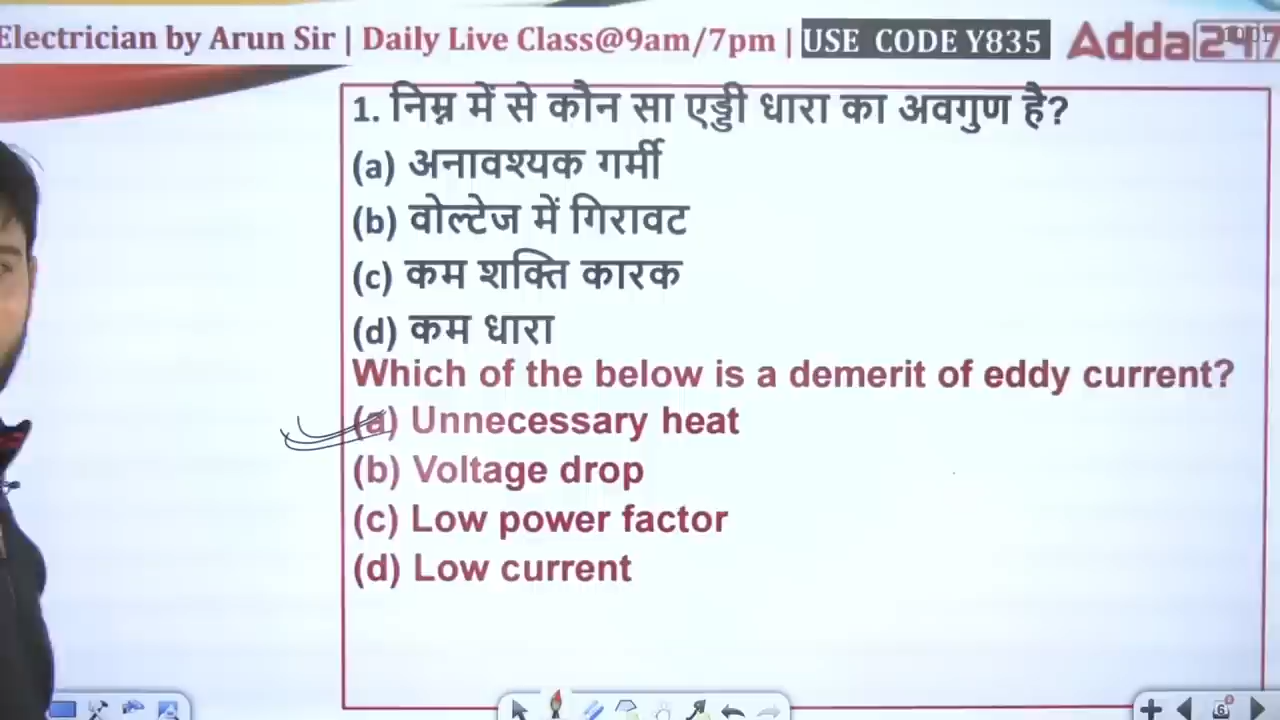 Electrician by Arun Sir | Daily Live Class@9am/7pm | USE CODE Y835 Adda247
1. निम्न में से कौन सा एड्डी धारा का अवगुण है?
(a) अनावश्यक गर्मी
(b) वोल्टेज में गिरावट
(c) कम शक्ति कारक
(d) कम धारा
Which of the below is a demerit of eddy current?
(a) Unnecessary heat
(b) Voltage drop
(c) Low power factor
(d) Low current